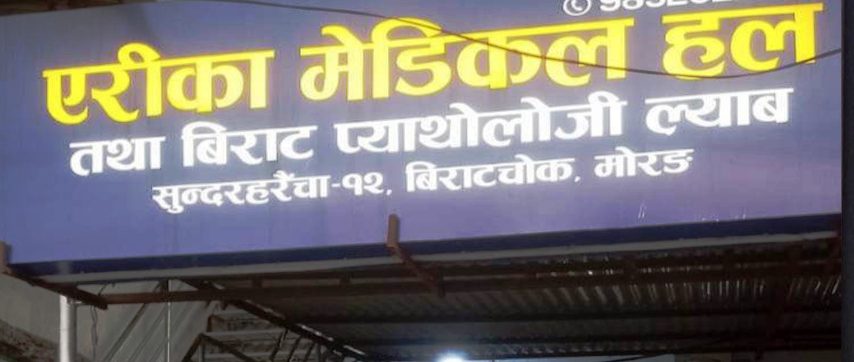 एरीका मेडिकल हल
तथा बिराट प्याथोलोजी ल्याब
सुन्दरहरैंचा-१२, बिराटचोक, मोरङ